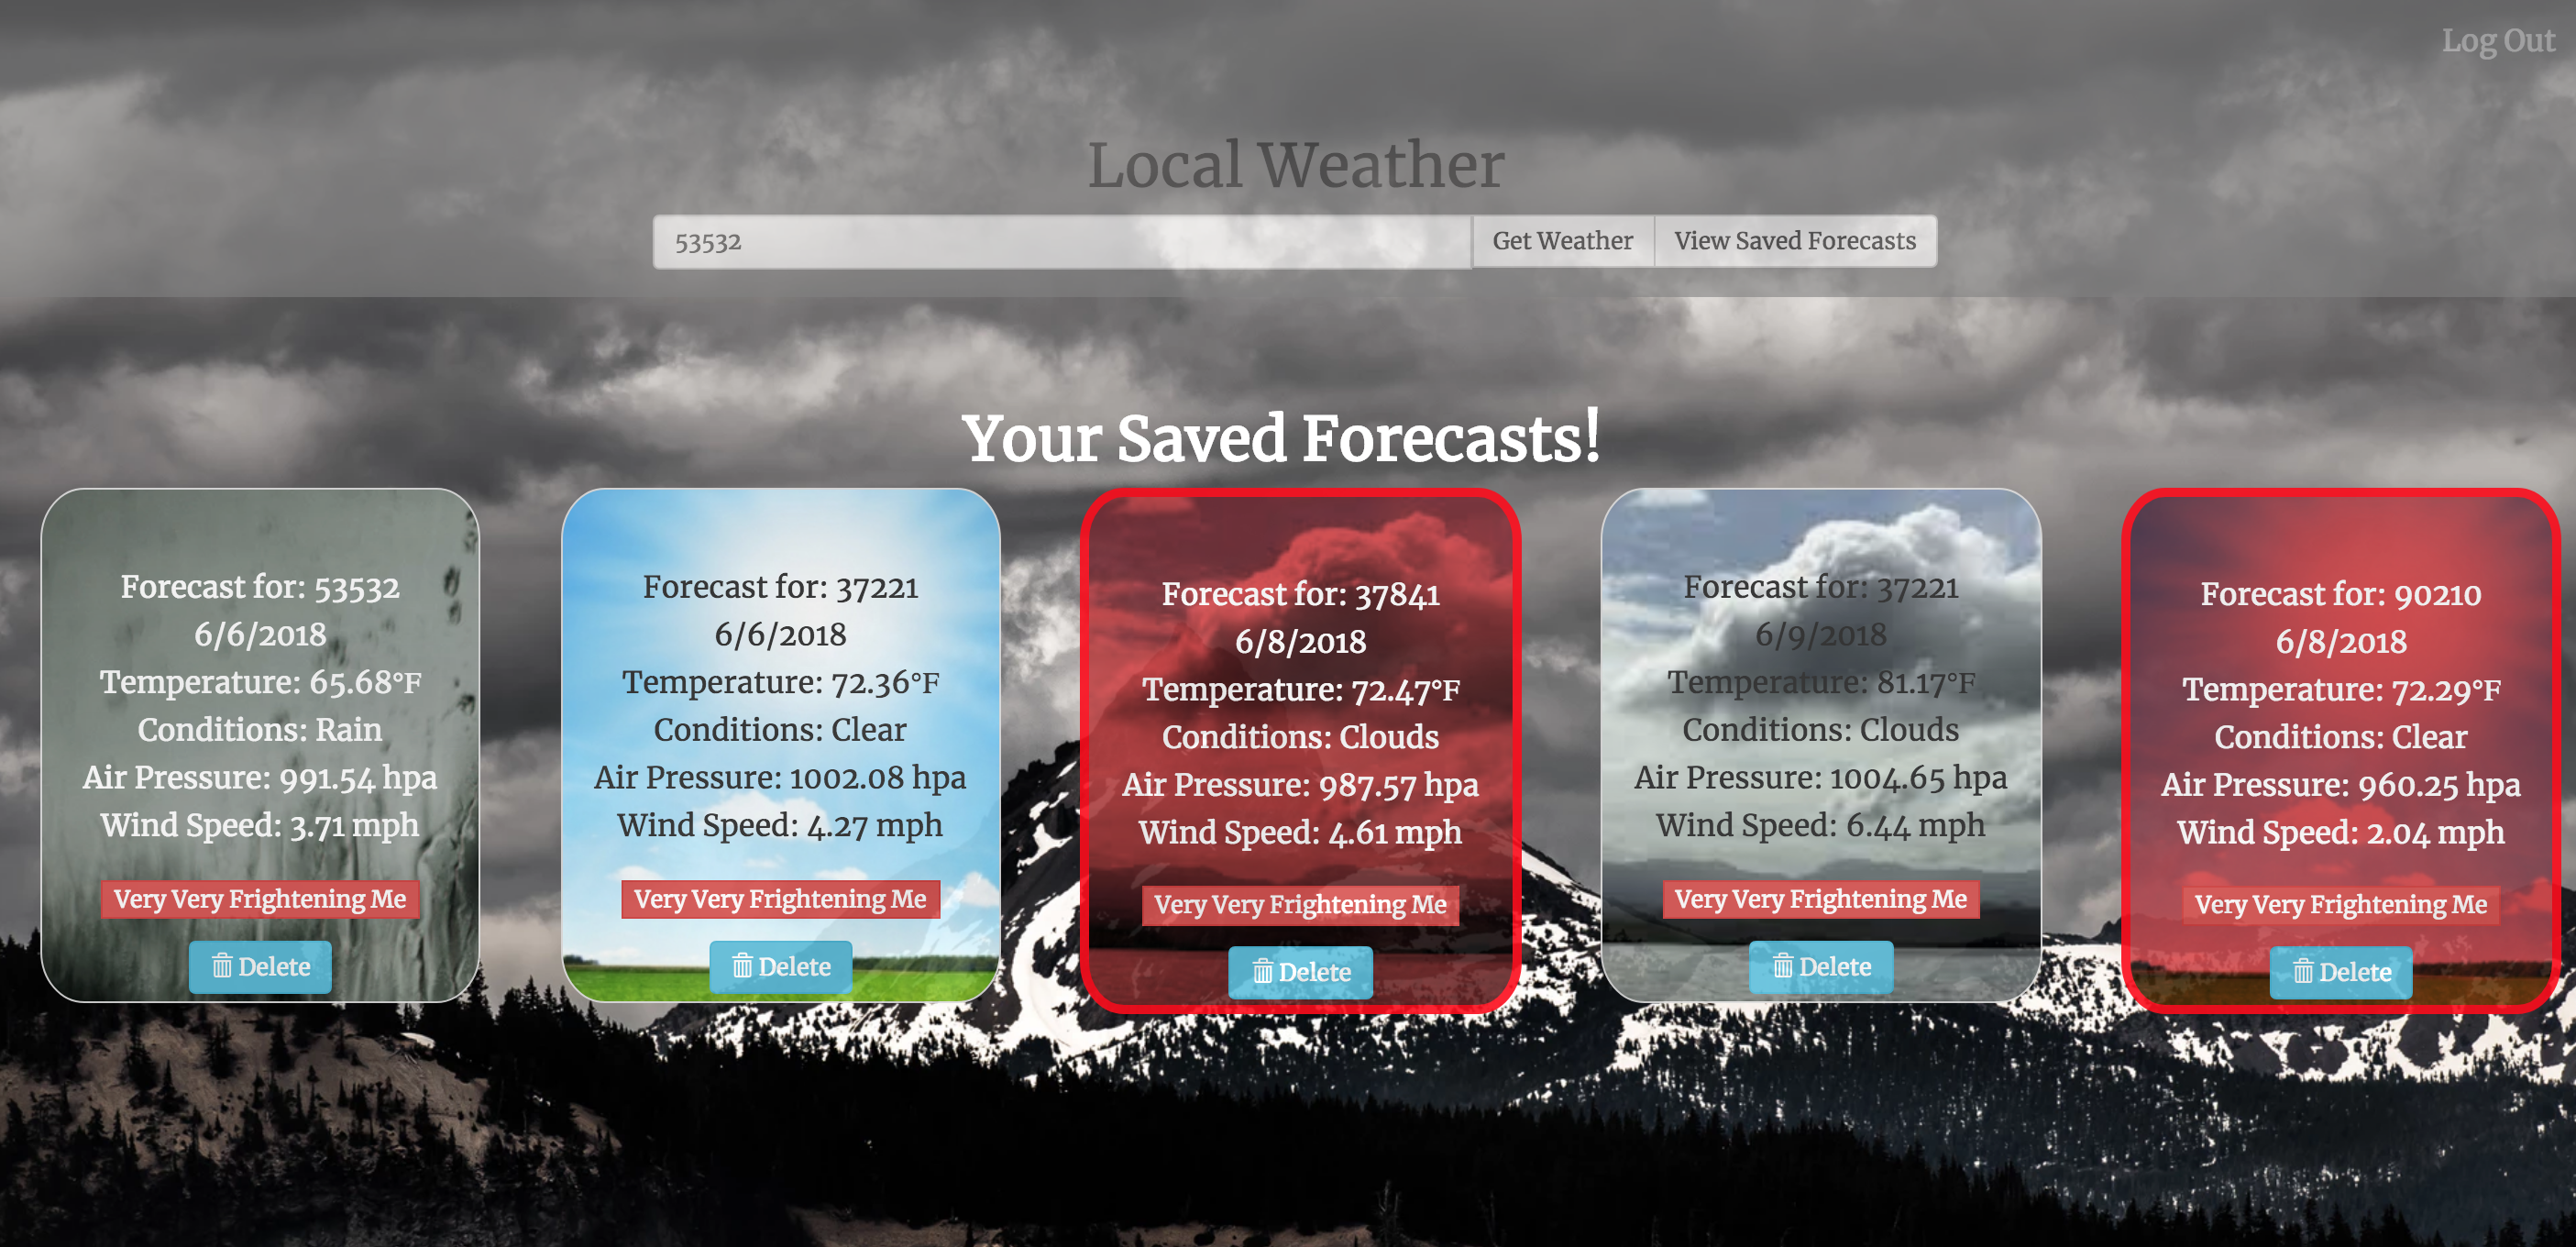 Log Out
Local Weather
53532
Get Weather
View Saved Forecasts
Your Saved Forecasts!
Forecast for: 53532
6/6/2018
Temperature: 65.68°F
Conditions: Rain
Air Pressure: 991.54 hpa
Wind Speed: 3.71 mph
Very Very Frightening Me
Delete
Forecast for: 37221
6/6/2018
Temperature: 72.36°F
Conditions: Clear
Air Pressure: 1002.08 hpa
Wind Speed: 4.27 mph
Very Very Frightening Me
Delete
Forecast for: 37841
6/8/2018
Temperature: 72.47°F
Conditions: Clouds
Air Pressure: 987.57 hpa
Wind Speed: 4.61 mph
Very Very Frightening Me
Delete
Forecast for: 37221
6/9/2018
Temperature: 81.17°F
Conditions: Clouds
Air Pressure: 1004.65 hpa
Wind Speed: 6.44 mph
Very Very Frightening Me
Delete
Forecast for: 90210
6/8/2018
Temperature: 72.29°F
Conditions: Clear
Air Pressure: 960.25 hpa
Wind Speed: 2.04 mph
Very Very Frightening Me
Delete